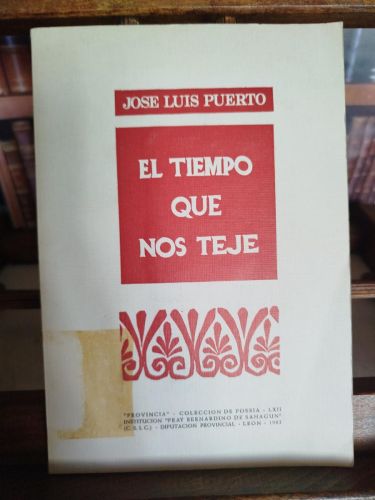 JOSE LUIS PUERTO
EL TIEMPO
QUE
NOS TEJE
"PROVINCIA" - COLECCION DE POESIA - LXII
INSTITUCION "FRAY BERNARDINO DE SAHAGUN"
(C.S.I.C.) - DIPUTACION PROVINCIAL - LEON - 1982